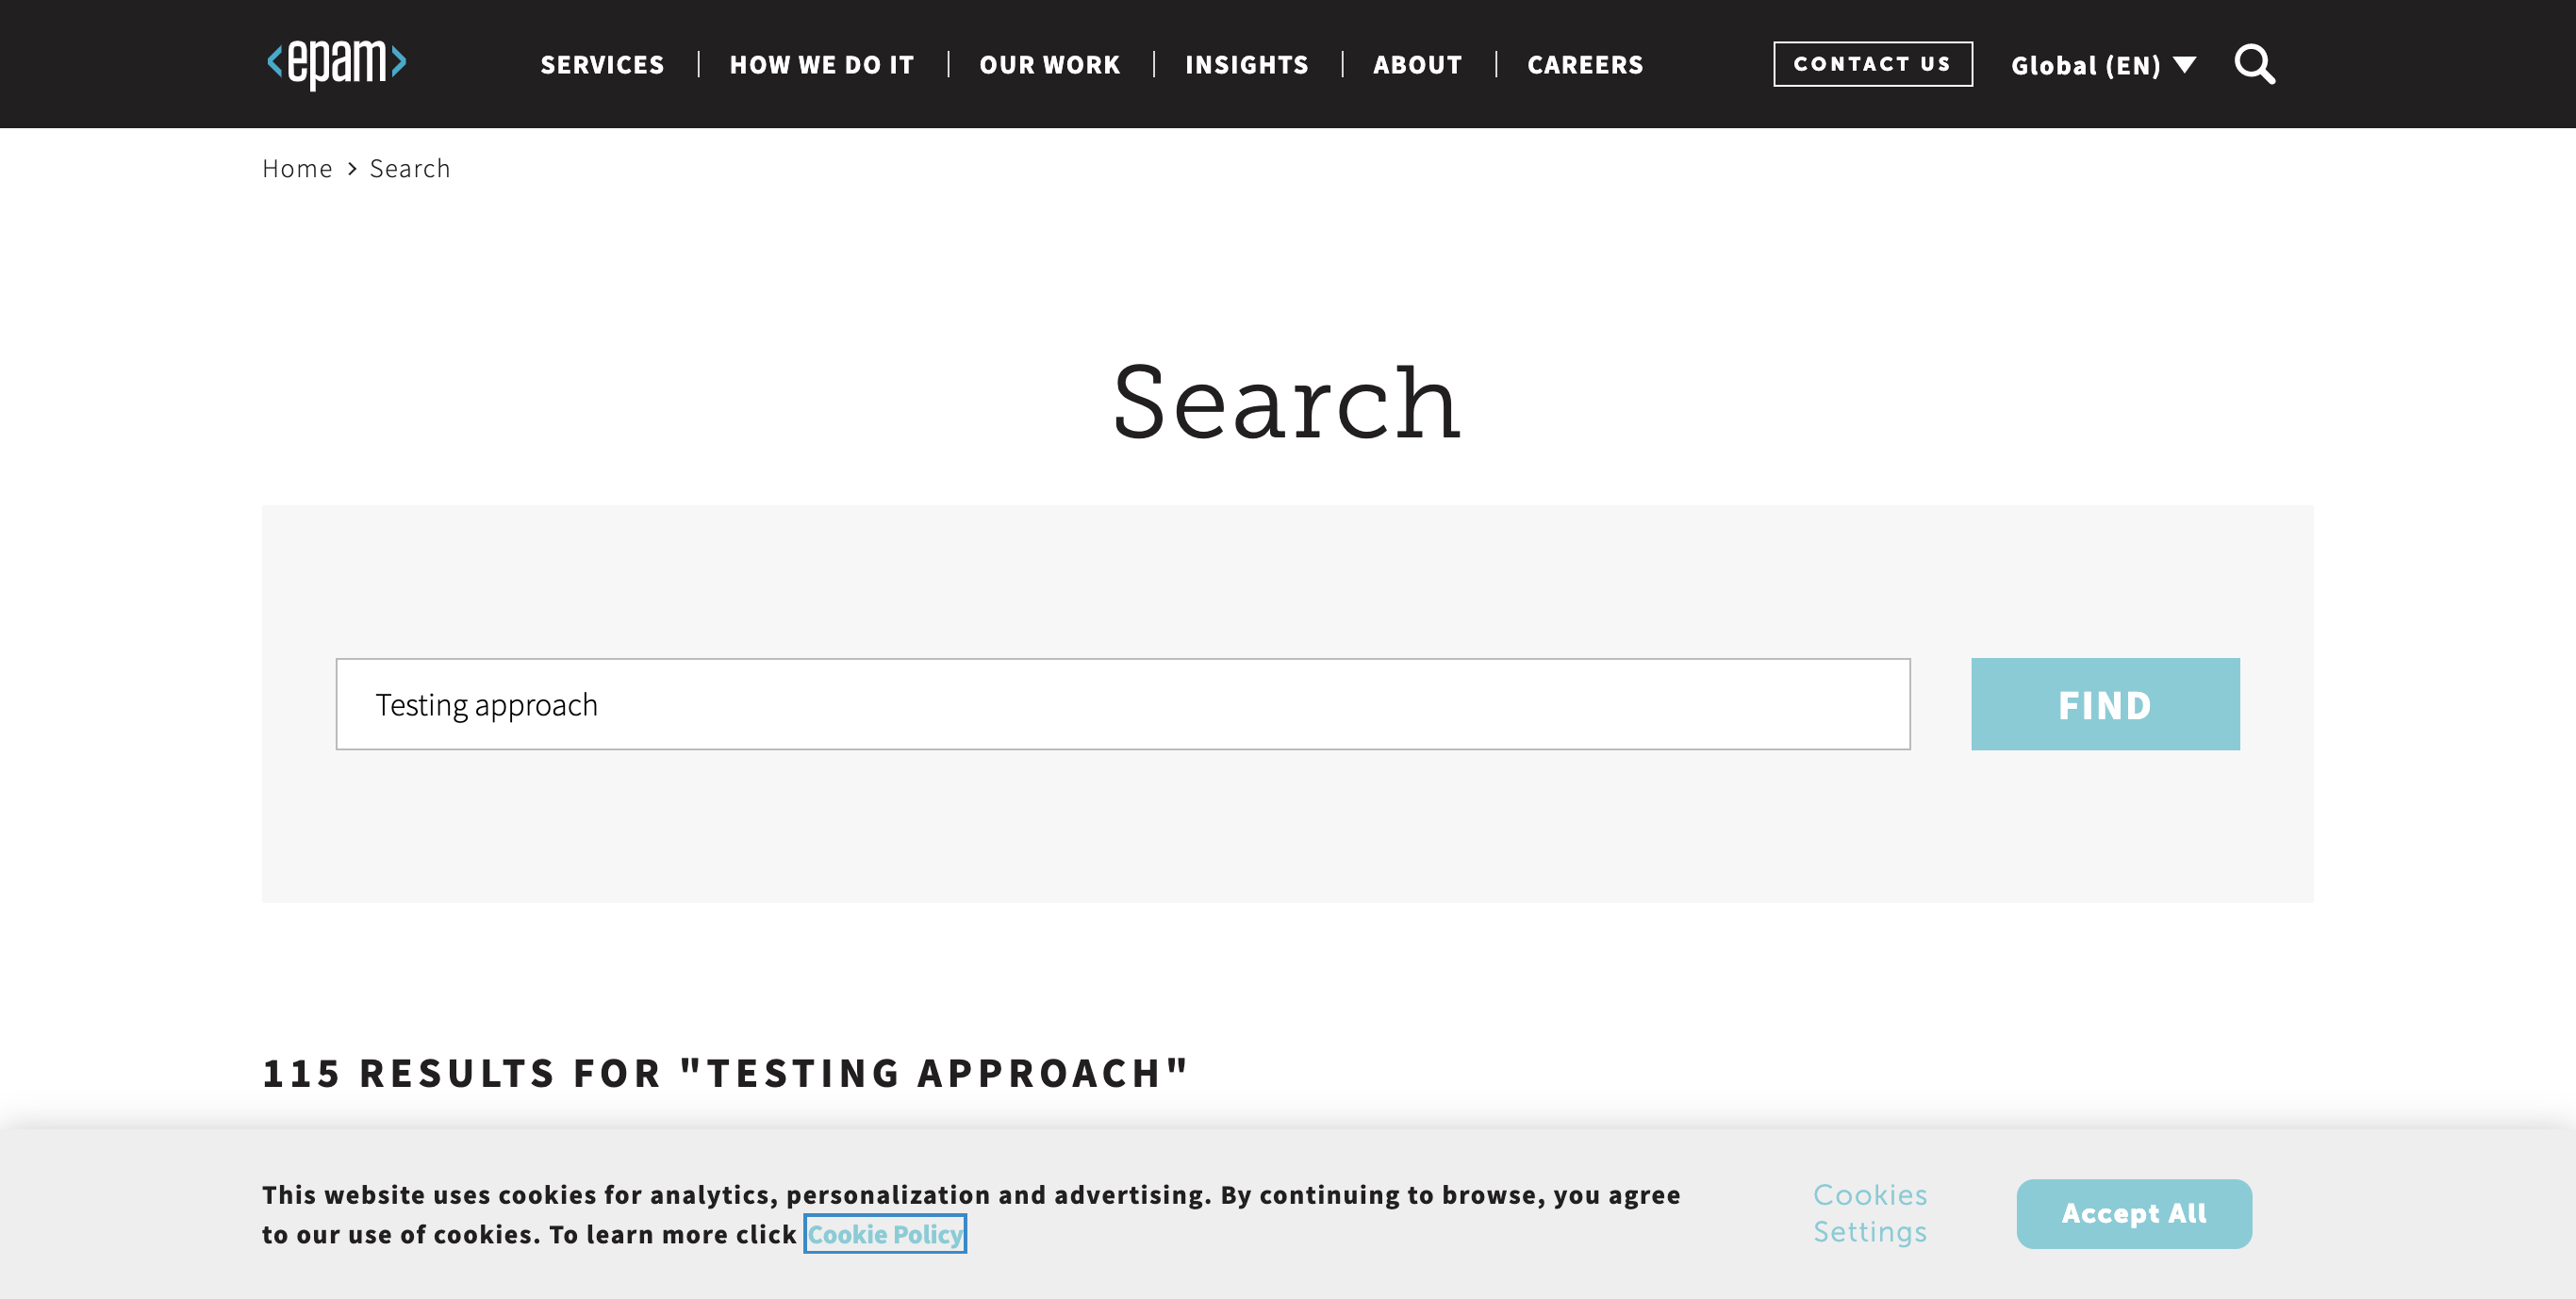 <epam>
SERVICES | HOW WE DO IT | OUR WORK | INSIGHTS | ABOUT | CAREERS
CONTACT US
Global (EN)
Home > Search
Search
Testing approach
FIND
115 RESULTS FOR "TESTING APPROACH"
This website uses cookies for analytics, personalization and advertising. By continuing to browse, you agree
to our use of cookies. To learn more click Cookie Policy
Cookies
Settings
Accept All